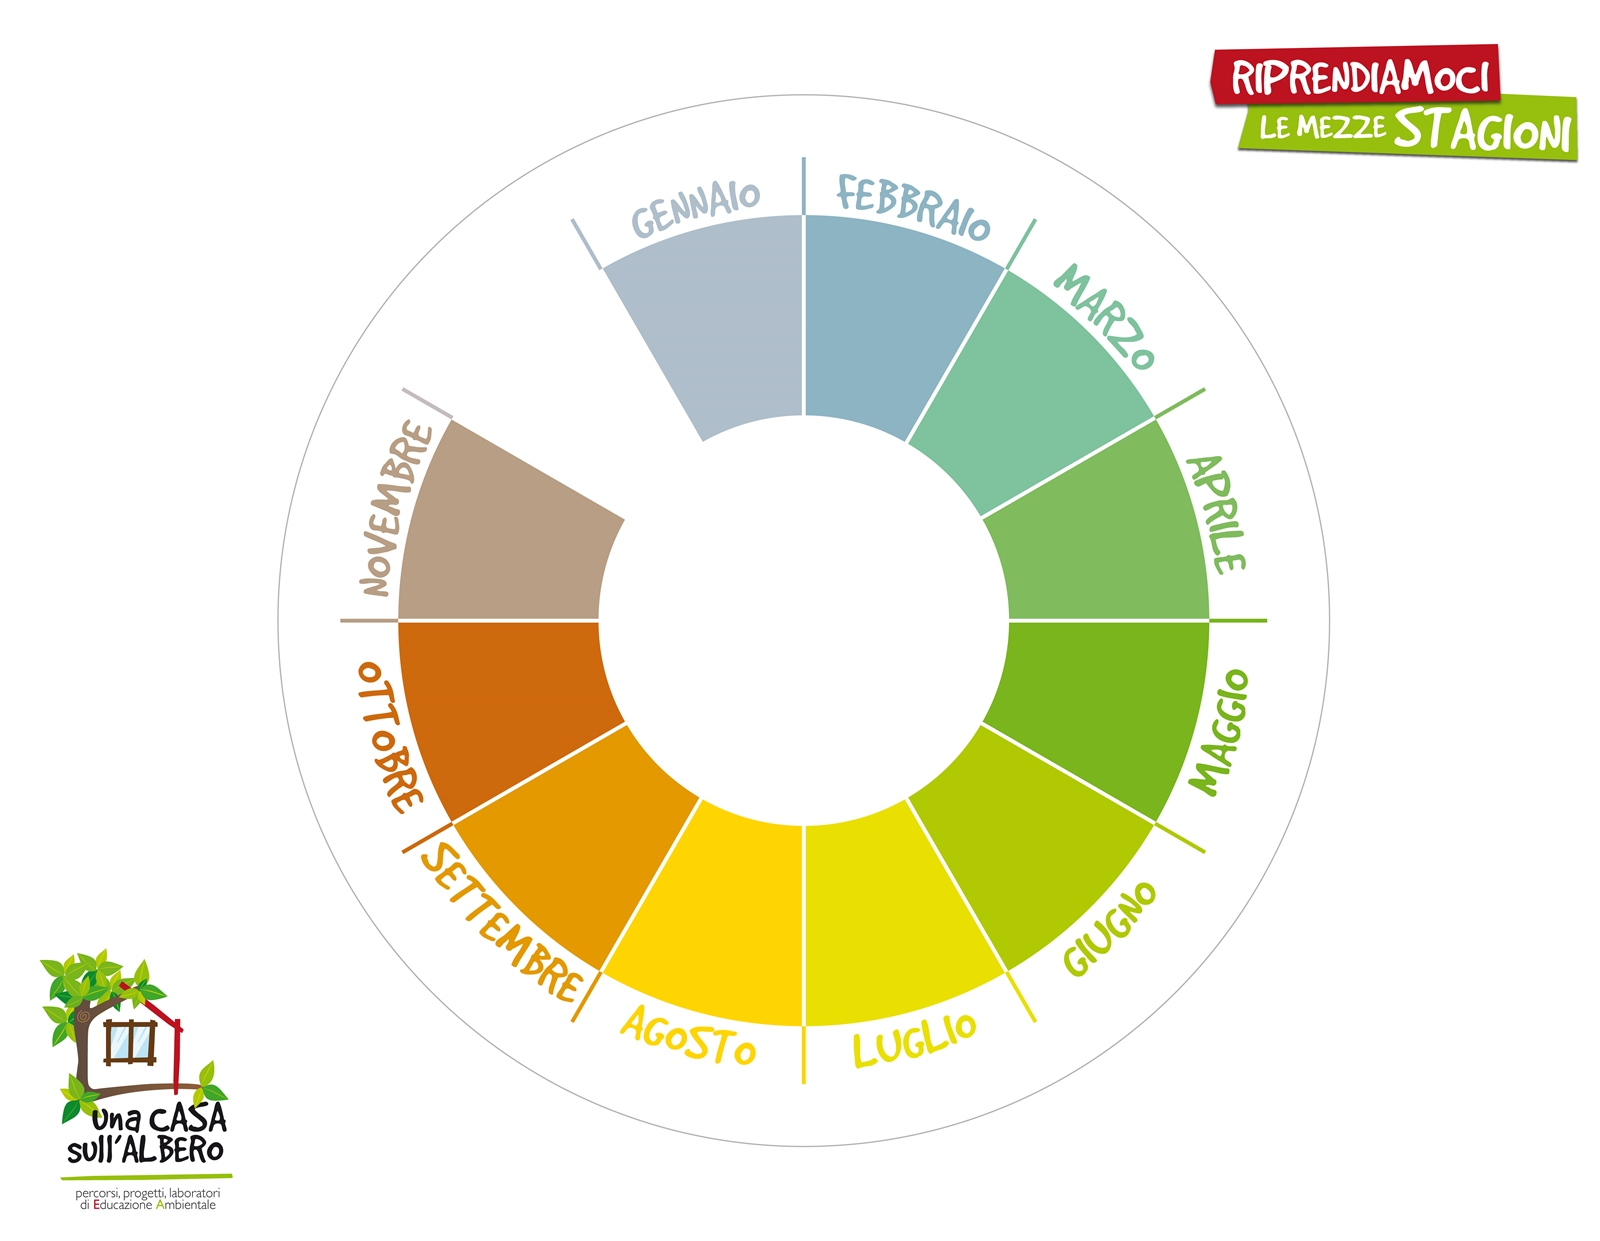 RIPRENDIAMOCI
LE MEZZE STAGIONI
GENNAIO
FEBBRAIO
MARZO
APRILE
MAGGIO
GIUGNO
LUGLIO
AGOSTO
SETTEMBRE
OTTOBRE
NOVEMBRE
una CASA
sull'ALBERO
percorsi, progetti, laboratori
di Educazione Ambientale